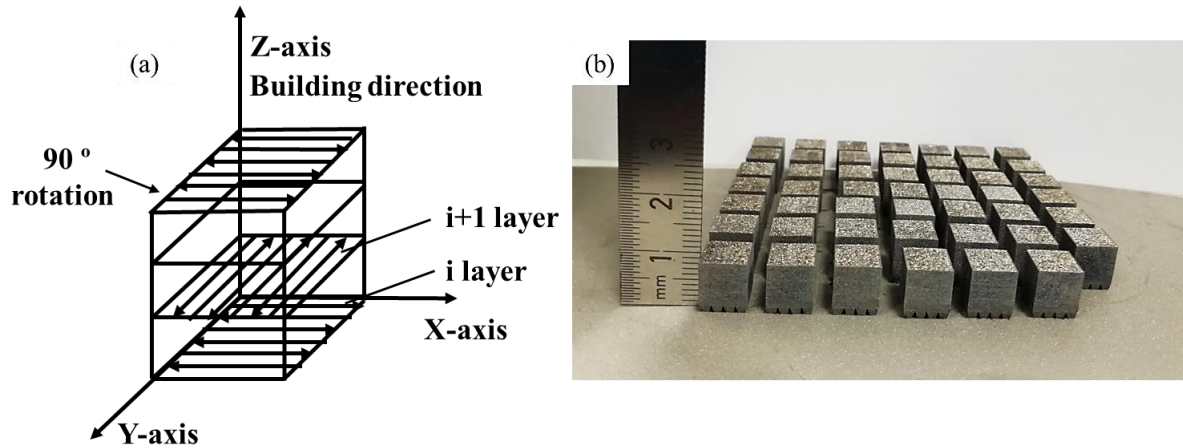 (a)
Z-axis
Building direction
90 º
rotation
i+1 layer
i layer
X-axis
Y-axis
(b)
3
2
1
mm